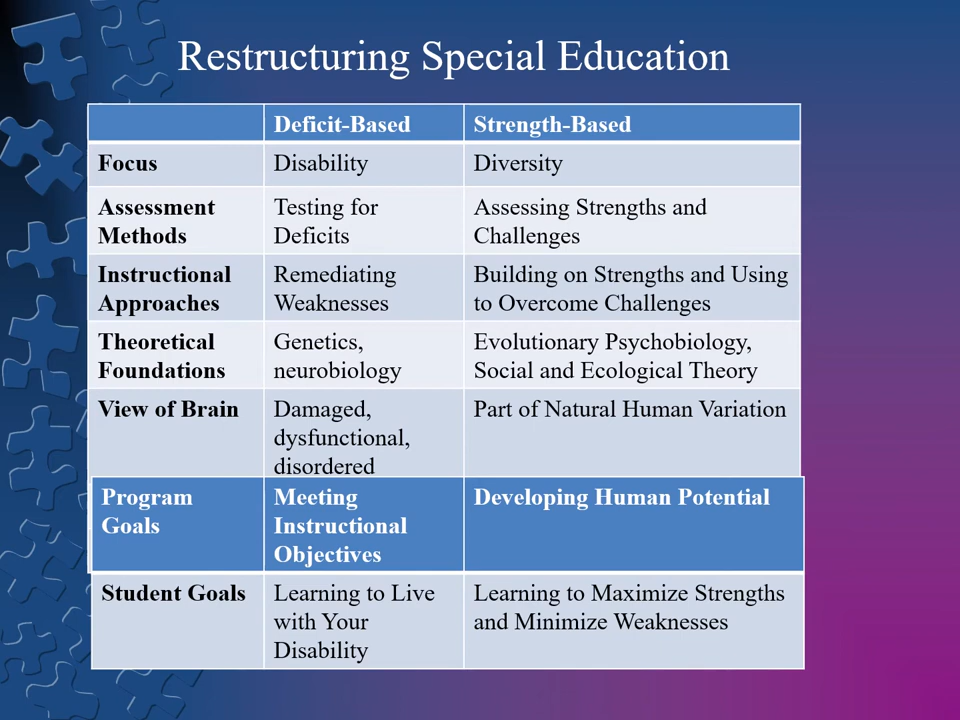 Restructuring Special Education
Deficit-Based Strength-Based
Focus Disability Diversity
Assessment Testing for Assessing Strengths and
Methods Deficits Challenges
Instructional Remediating Building on Strengths and Using
Approaches Weaknesses to Overcome Challenges
Theoretical Genetics, Evolutionary Psychobiology,
Foundations neurobiology Social and Ecological Theory
View of Brain Damaged, Part of Natural Human Variation
dysfunctional,
disordered
Program Meeting Developing Human Potential
Goals Instructional
Objectives
Student Goals Learning to Live Learning to Maximize Strengths
with Your and Minimize Weaknesses
Disability